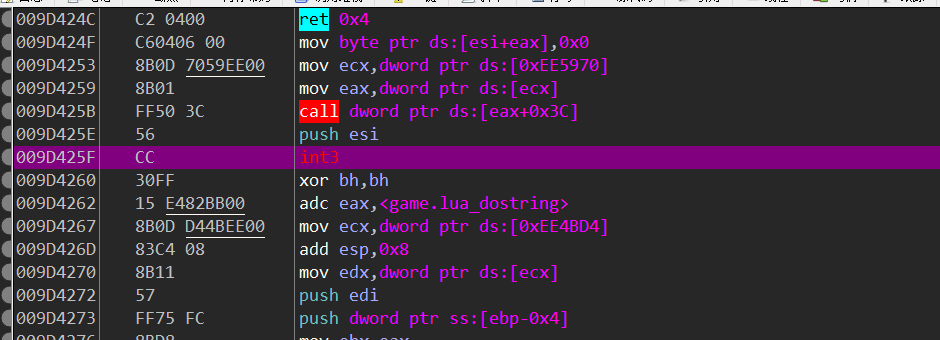 009D424C C2 0400 ret 0x4
009D424F C60406 00 mov byte ptr ds:[esi+eax],0x0
009D4253 8B0D 7059EE00 mov ecx,dword ptr ds:[0xEE5970]
009D4259 8B01 mov eax,dword ptr ds:[ecx]
009D425B FF50 3C call dword ptr ds:[eax+0x3C]
009D425E 56 push esi
009D425F CC int3
009D4260 30FF xor bh,bh
009D4262 15 E482BB00 adc eax,<game.lua_dostring>
009D4267 8B0D D44BEE00 mov ecx,dword ptr ds:[0xEE4BD4]
009D426D 83C4 08 add esp,0x8
009D4270 8B11 mov edx,dword ptr ds:[ecx]
009D4272 57 push edi
009D4273 FF75 FC push dword ptr ss:[ebp-0x4]